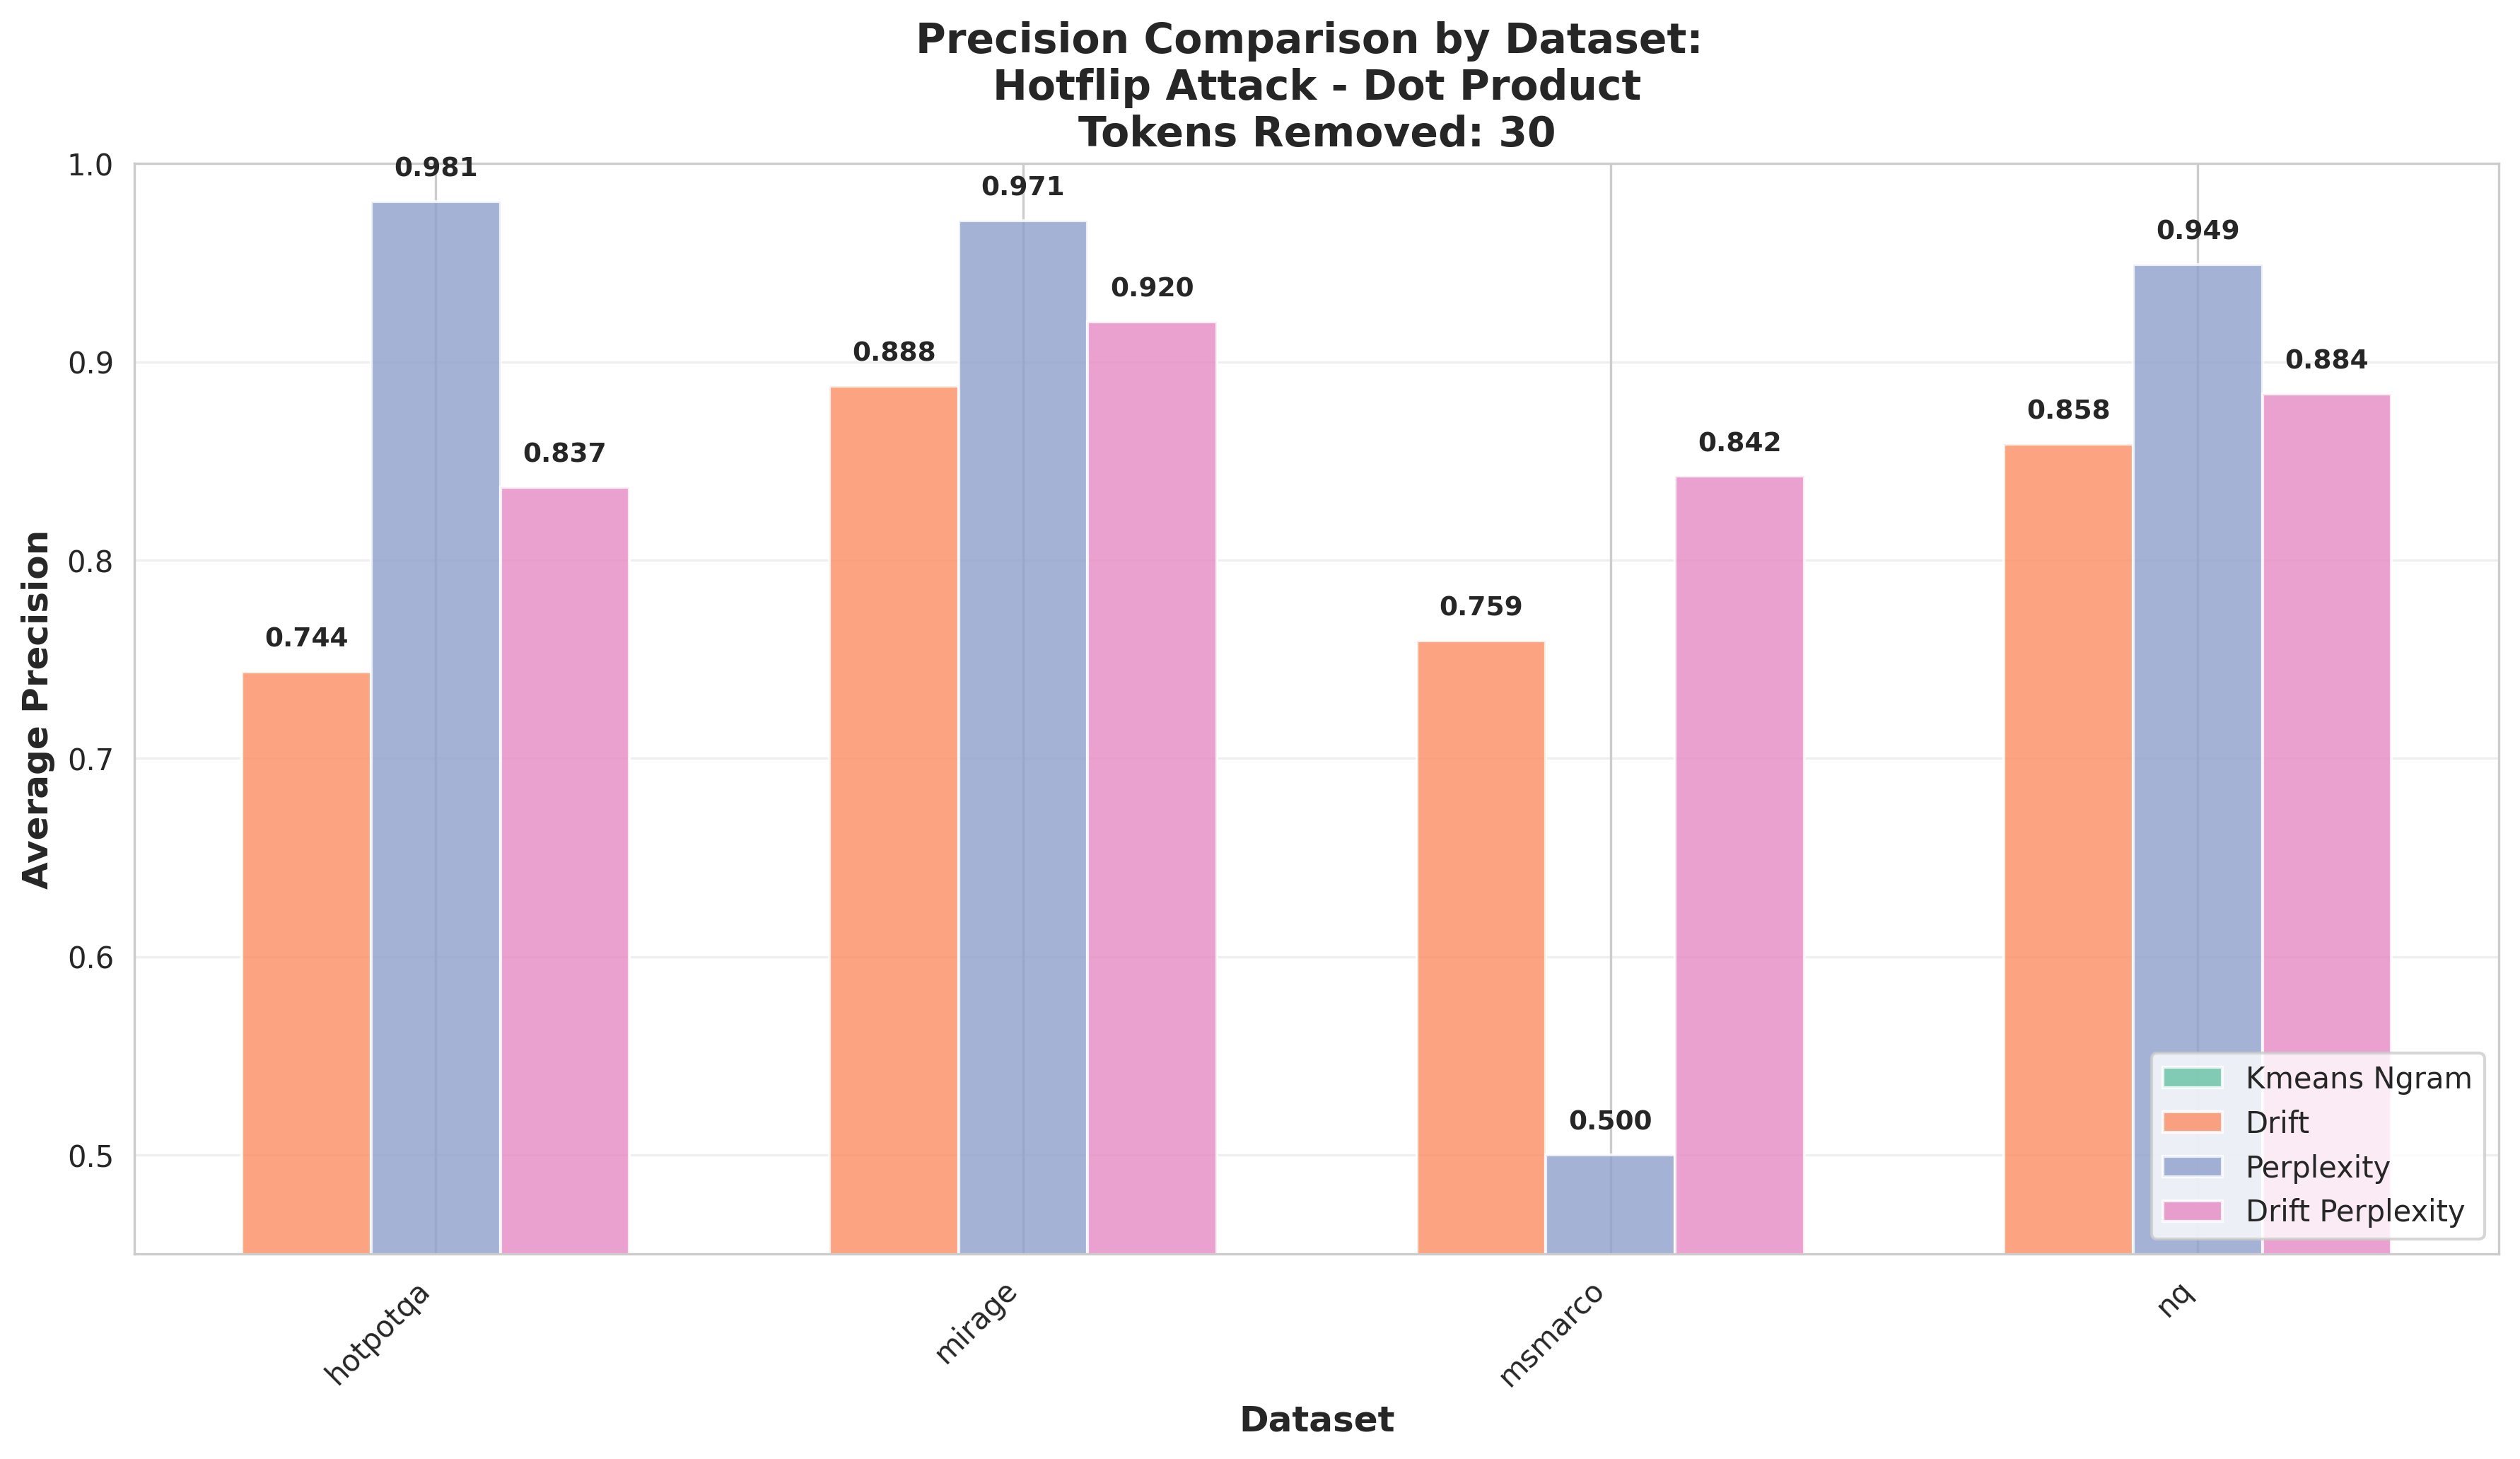 Precision Comparison by Dataset:
Hotflip Attack - Dot Product
Tokens Removed: 30
Average Precision
1.0
0.9
0.8
0.7
0.6
0.5
0.744
0.981
0.837
0.888
0.971
0.920
0.759
0.500
0.842
0.858
0.949
0.884
Kmeans Ngram
Drift
Perplexity
Drift Perplexity
hotpotqa
mirage
msmarco
nq
Dataset